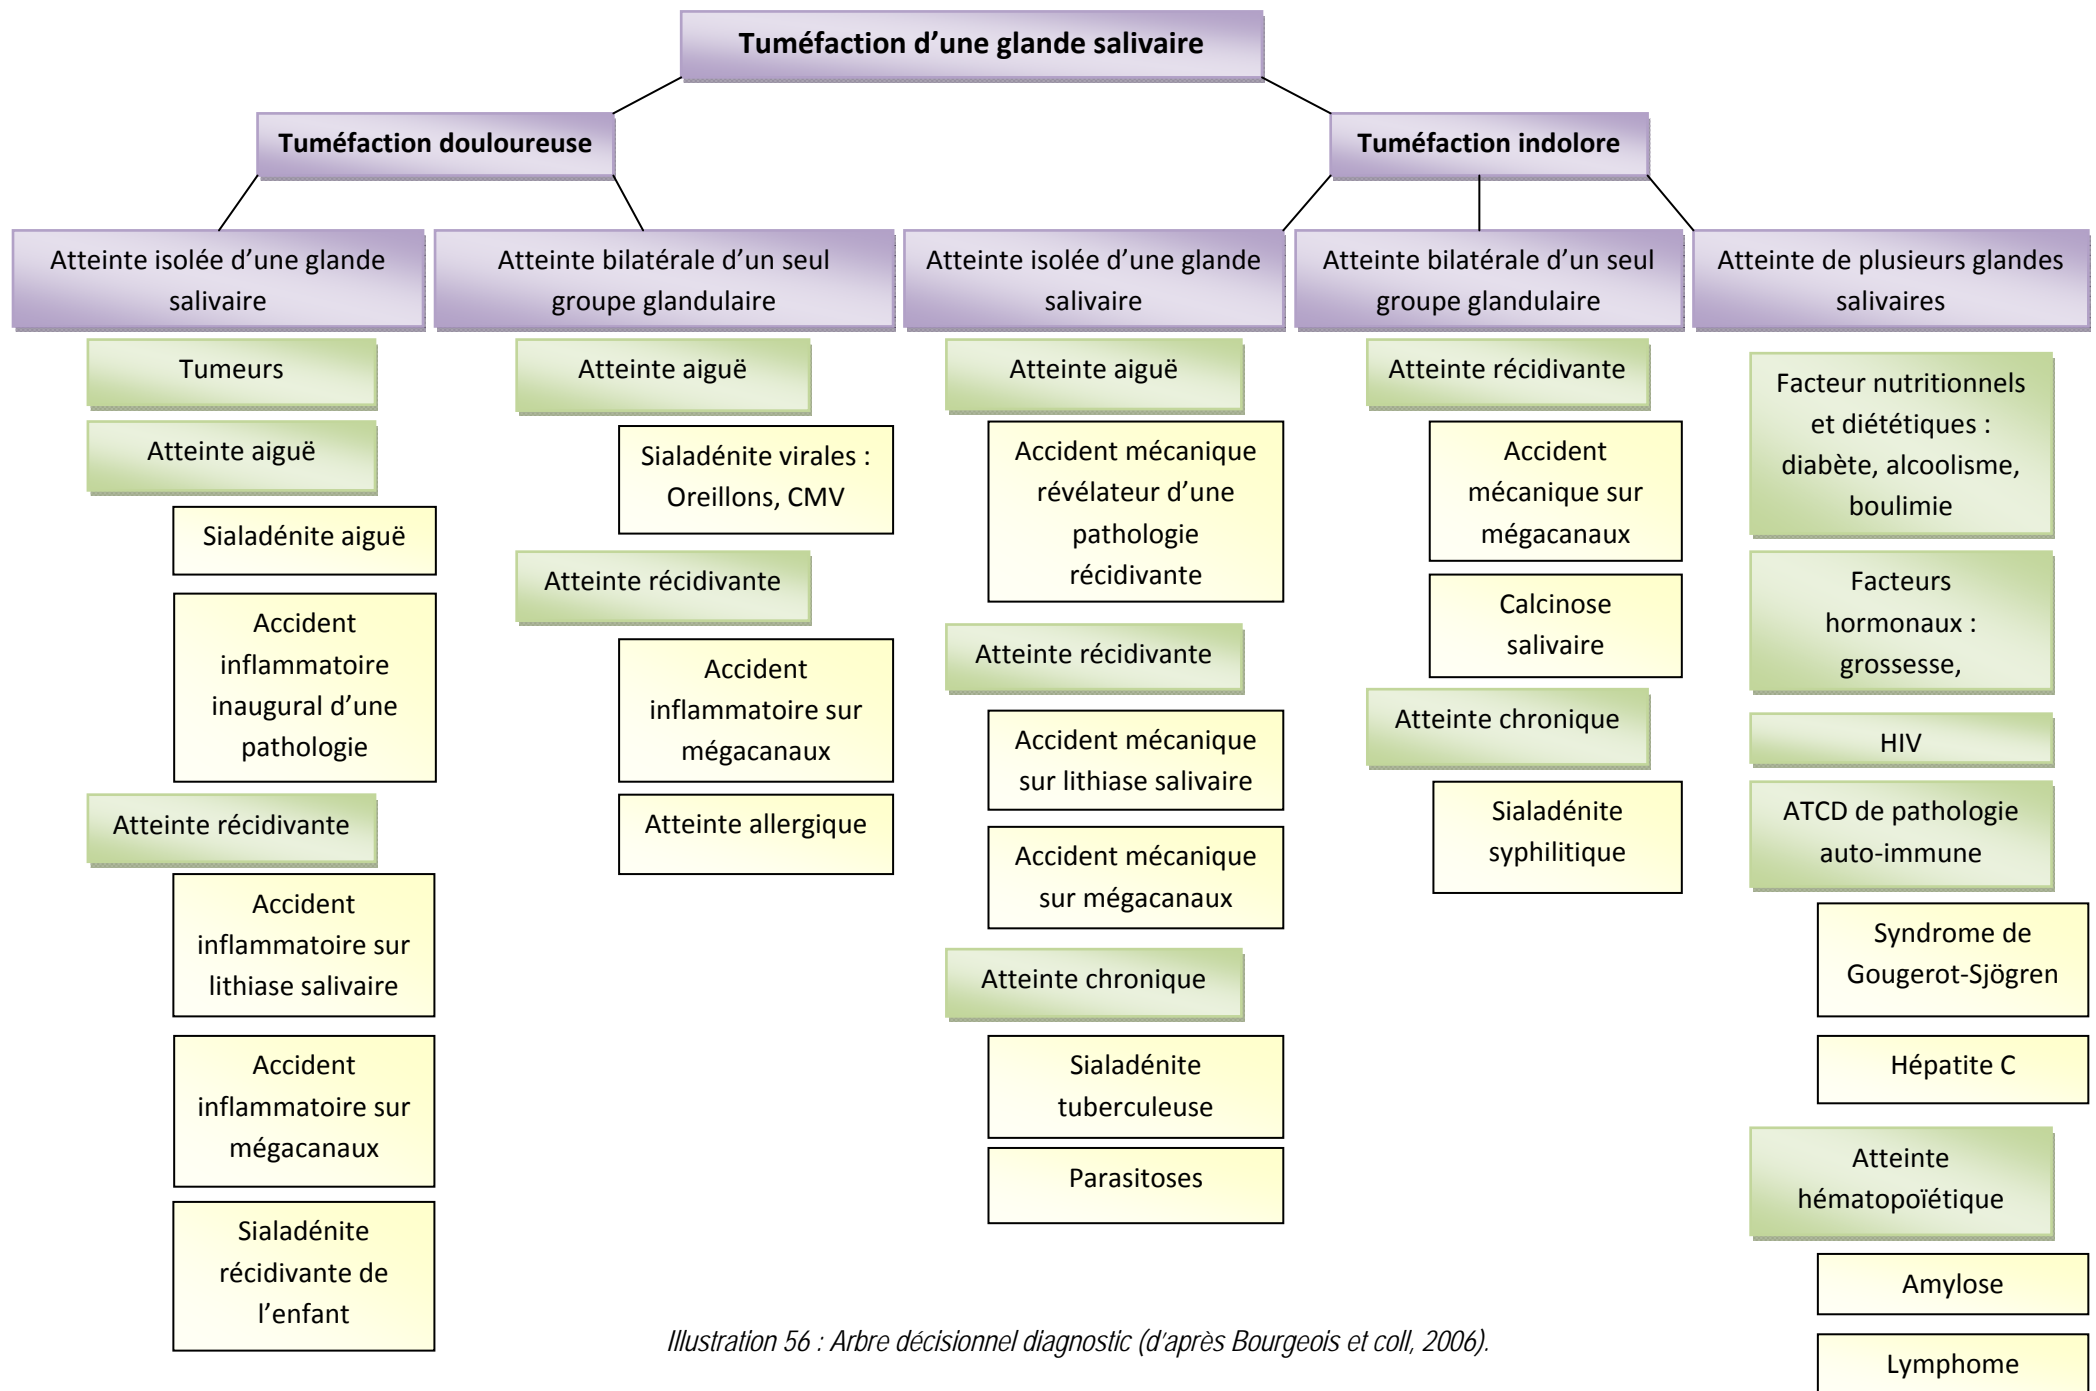 Tuméfaction d’une glande salivaire
Tuméfaction douloureuse
Tuméfaction indolore
Atteinte isolée d’une glande
salivaire
Atteinte bilatérale d’un seul
groupe glandulaire
Atteinte isolée d’une glande
salivaire
Atteinte bilatérale d’un seul
groupe glandulaire
Atteinte de plusieurs glandes
salivaires
Tumeurs
Atteinte aiguë
Sialadénite aiguë
Accident
inflammatoire
inaugural d’une
pathologie
Atteinte récidivante
Accident
inflammatoire sur
lithiase salivaire
Accident
inflammatoire sur
mégacanaux
Sialadénite
récidivante de
l’enfant
Atteinte aiguë
Sialadénite virales :
Oreillons, CMV
Atteinte récidivante
Accident
inflammatoire sur
mégacanaux
Atteinte allergique
Atteinte aiguë
Accident mécanique
révélateur d’une
pathologie
récidivante
Atteinte récidivante
Accident mécanique
sur lithiase salivaire
Accident mécanique
sur mégacanaux
Atteinte chronique
Sialadénite
tuberculeuse
Parasitoses
Atteinte récidivante
Accident
mécanique sur
mégacanaux
Calcinose
salivaire
Atteinte chronique
Sialadénite
syphilitique
Facteur nutritionnels
et diététiques :
diabète, alcoolisme,
boulimie
Facteurs
hormonaux :
grossesse,
HIV
ATCD de pathologie
auto-immune
Syndrome de
Gougerot-Sjögren
Hépatite C
Atteinte
hématopoïétique
Amylose
Lymphome
Illustration 56 : Arbre décisionnel diagnostic (d’après Bourgeois et coll, 2006).